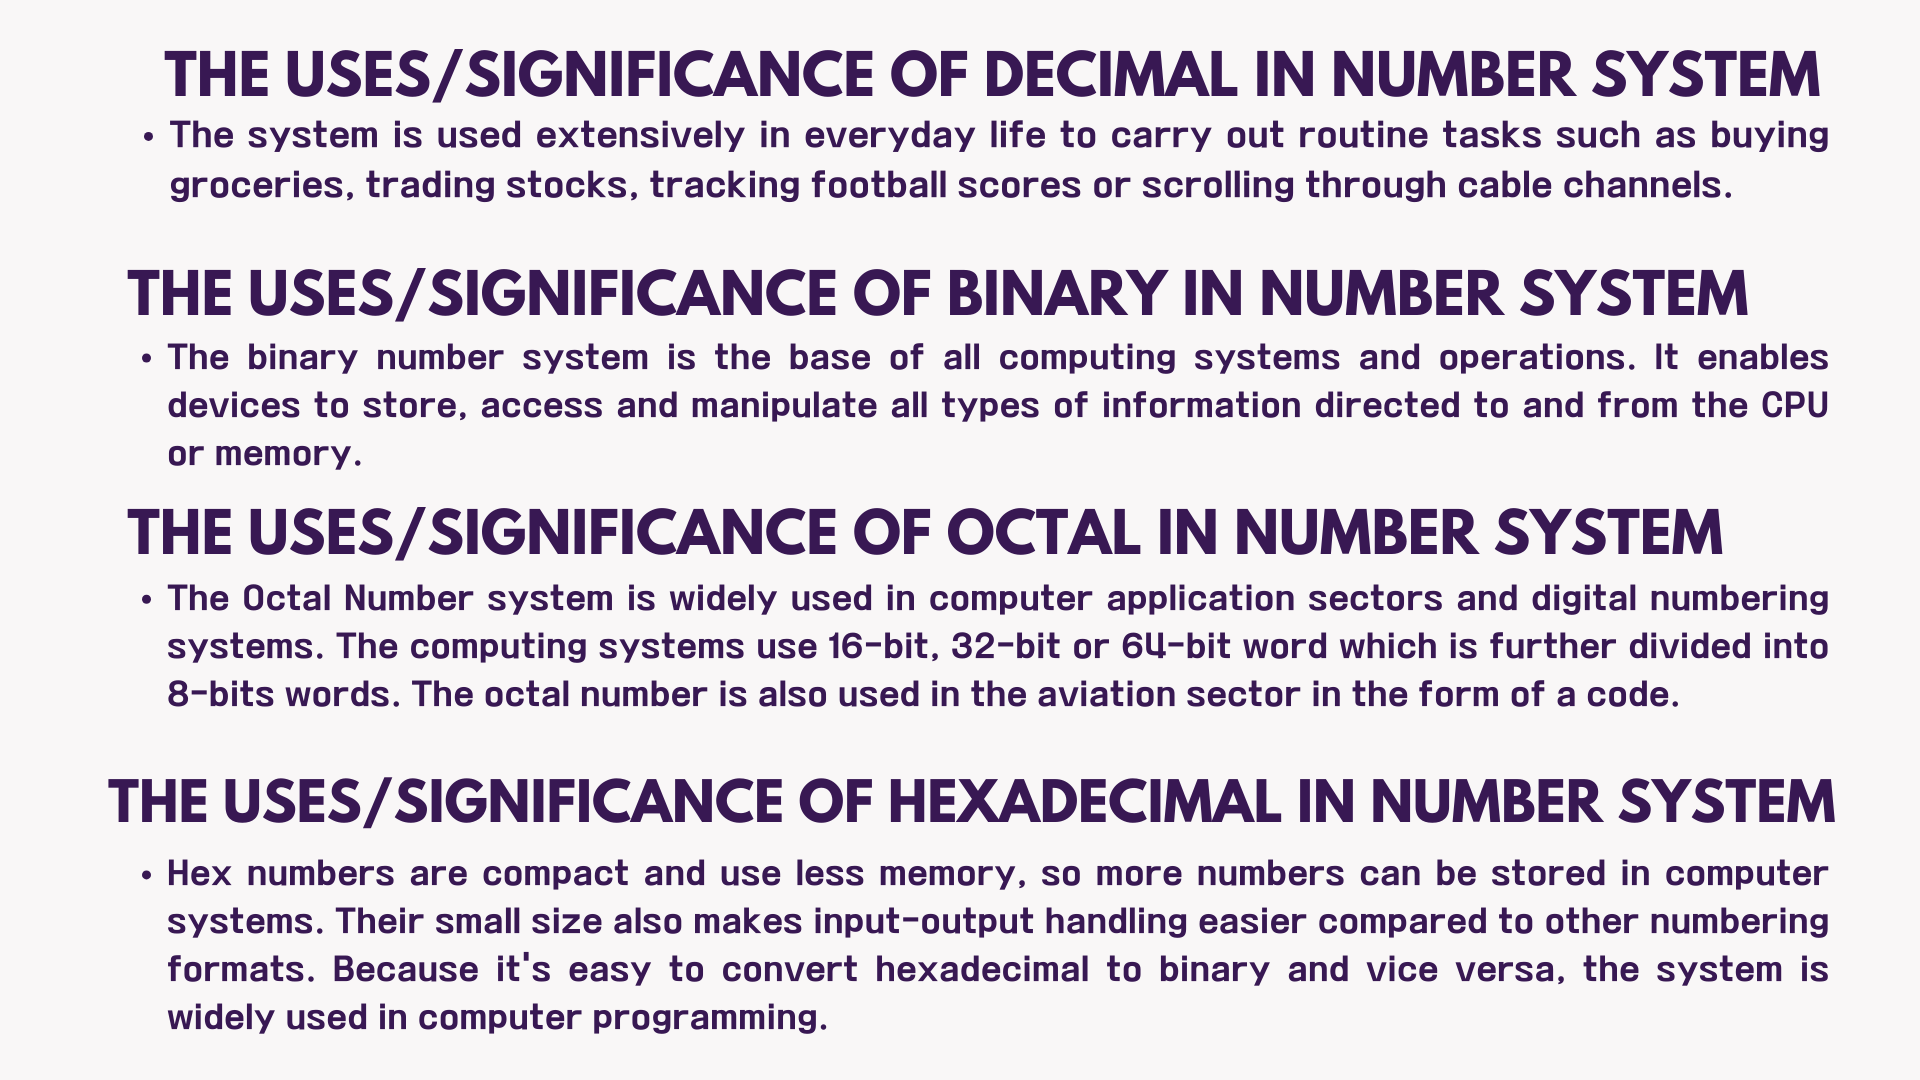 THE USES/SIGNIFICANCE OF DECIMAL IN NUMBER SYSTEM
• The system is used extensively in everyday life to carry out routine tasks such as buying
groceries, trading stocks, tracking football scores or scrolling through cable channels.
THE USES/SIGNIFICANCE OF BINARY IN NUMBER SYSTEM
• The binary number system is the base of all computing systems and operations. It enables
devices to store, access and manipulate all types of information directed to and from the CPU
or memory.
THE USES/SIGNIFICANCE OF OCTAL IN NUMBER SYSTEM
• The Octal Number system is widely used in computer application sectors and digital numbering
systems. The computing systems use 16-bit, 32-bit or 64-bit word which is further divided into
8-bits words. The octal number is also used in the aviation sector in the form of a code.
THE USES/SIGNIFICANCE OF HEXADECIMAL IN NUMBER SYSTEM
• Hex numbers are compact and use less memory, so more numbers can be stored in computer
systems. Their small size also makes input-output handling easier compared to other numbering
formats. Because it's easy to convert hexadecimal to binary and vice versa, the system is
widely used in computer programming.